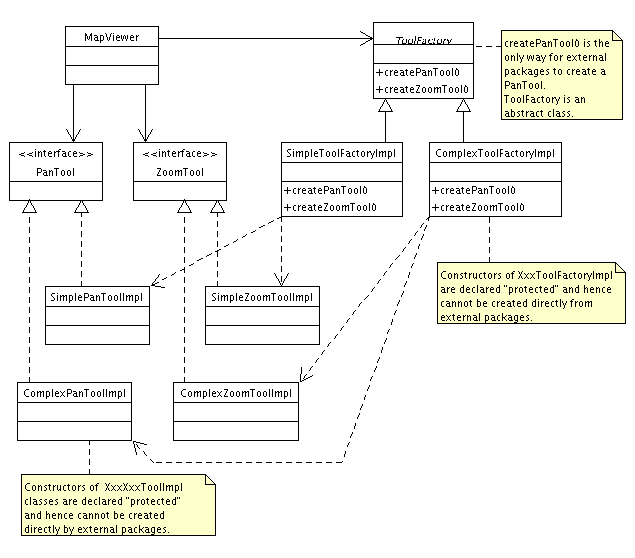 MapViewer
ToolFactory
+createPanTool()
+createZoomTool()
createPanTool() is the
only way for external
packages to create a
PanTool.
ToolFactory is an
abstract class.
<<interface>>
PanTool
<<interface>>
ZoomTool
SimpleToolFactoryImpl
+createPanTool()
+createZoomTool()
ComplexToolFactoryImpl
+createPanTool()
+createZoomTool()
Constructors of XxxToolFactoryImpl
are declared "protected" and hence
cannot be created directly from
external packages.
SimplePanToolImpl
SimpleZoomToolImpl
ComplexPanToolImpl
ComplexZoomToolImpl
Constructors of XxxXxxToolImpl
classes are declared "protected"
and hence cannot be created
directly by external packages.